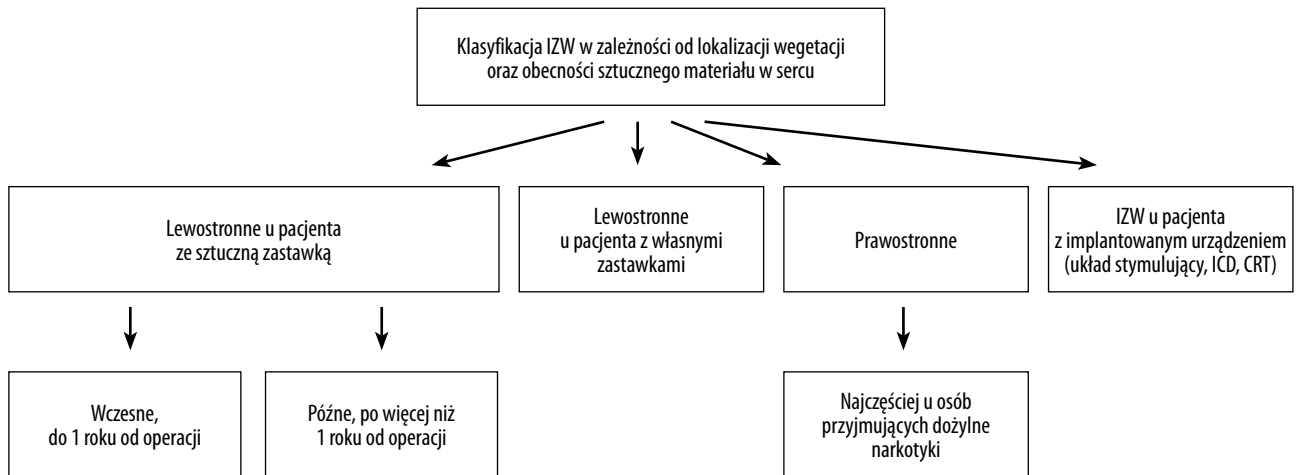 Klasyfikacja IZW w zależności od lokalizacji wegetacji
oraz obecności sztucznego materiału w sercu
Lewostronne u pacjenta
ze sztuczną zastawką
Lewostronne
u pacjenta z własnymi
zastawkami
Prawostronne
IZW u pacjenta
z implantowanym urządzeniem
(układ stymulujący, ICD, CRT)
Wczesne,
do 1 roku od operacji
Późne, po więcej niż
1 roku od operacji
Najczęściej u osób
przyjmujących dożylne
narkotyki